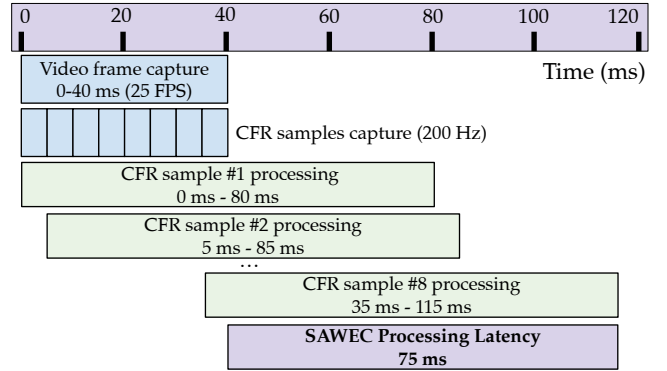 0 20 40 60 80 100 120
Time (ms)
Video frame capture
0-40 ms (25 FPS)
CFR samples capture (200 Hz)
CFR sample #1 processing
0 ms - 80 ms
CFR sample #2 processing
5 ms - 85 ms
...
CFR sample #8 processing
35 ms - 115 ms
SAWEC Processing Latency
75 ms